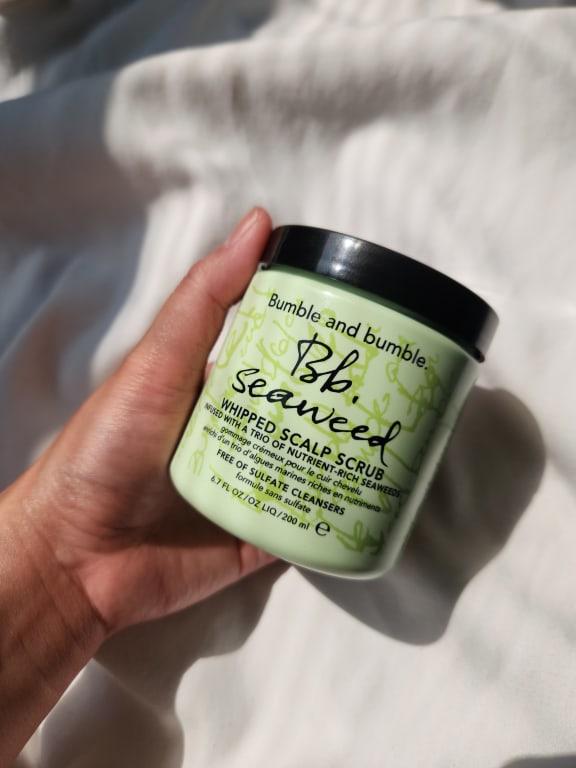 Bumble and bumble.
Bb.
seaweed
WHIPPED SCALP SCRUB
INFUSED WITH A TRIO OF NUTRIENT-RICH SEAWEEDS
gommage crémeux pour le cuir chevelu
enrichi d'un trio d'algues marines riches en nutriments
FREE OF SULFATE CLEANSERS
formule sans sulfate
6.7 FL OZ/OZ LIQ/200 ml ℮